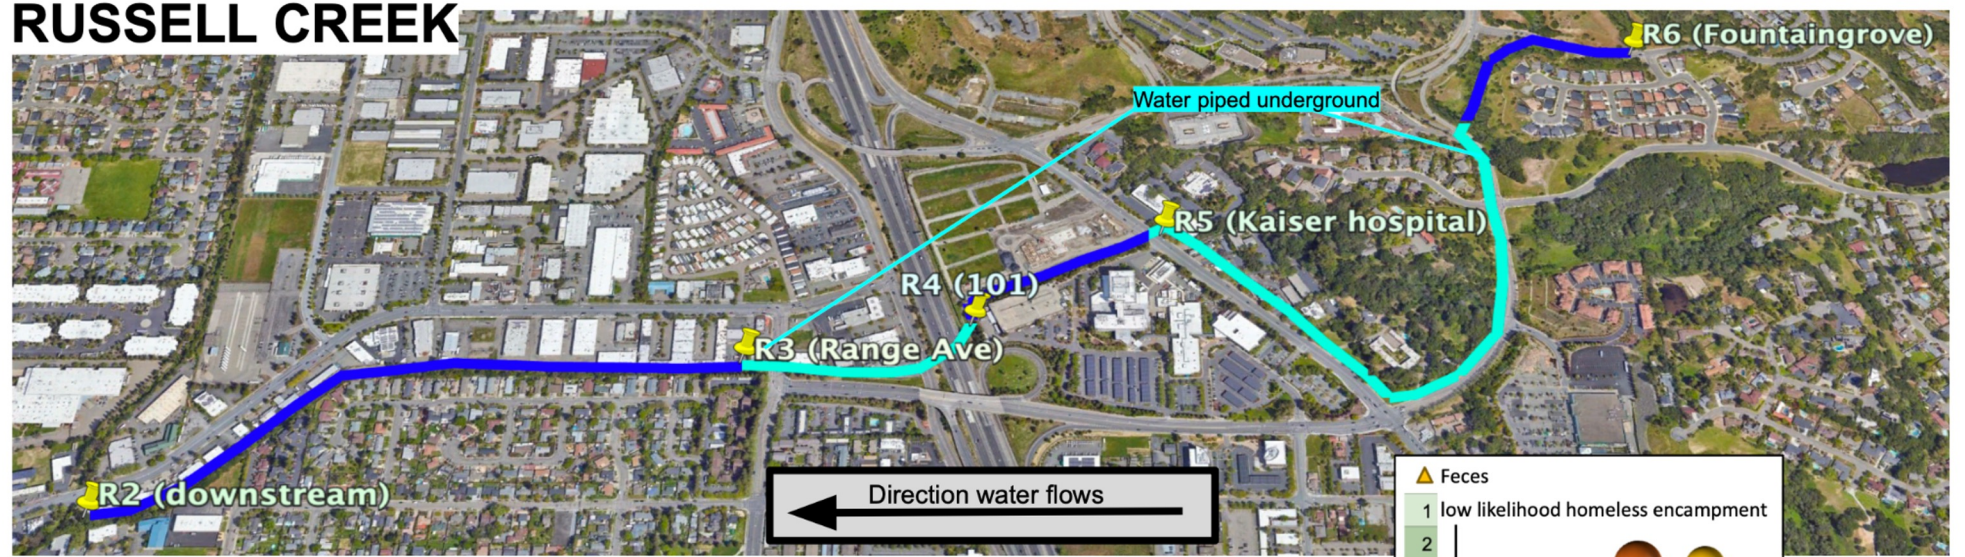 RUSSELL CREEK
R6 (Fountaingrove)
Water piped underground
R5 (Kaiser hospital)
R4 (101)
R3 (Range Ave)
R2 (downstream)
Direction water flows
Feces
1 low likelihood homeless encampment
2